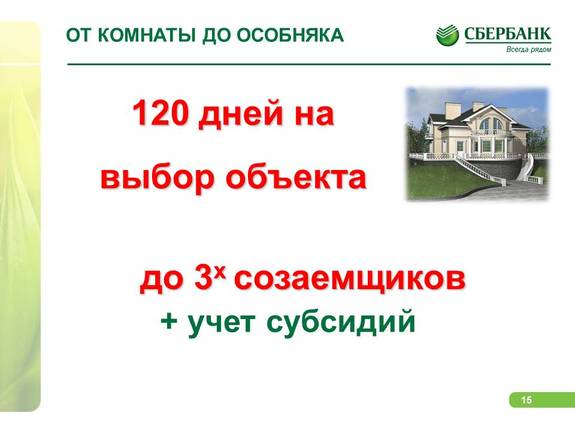 ОТ КОМНАТЫ ДО ОСОБНЯКА
СБЕРБАНК
Всегда рядом
120 дней на
выбор объекта
до 3х созаемщиков
+ учет субсидий
15